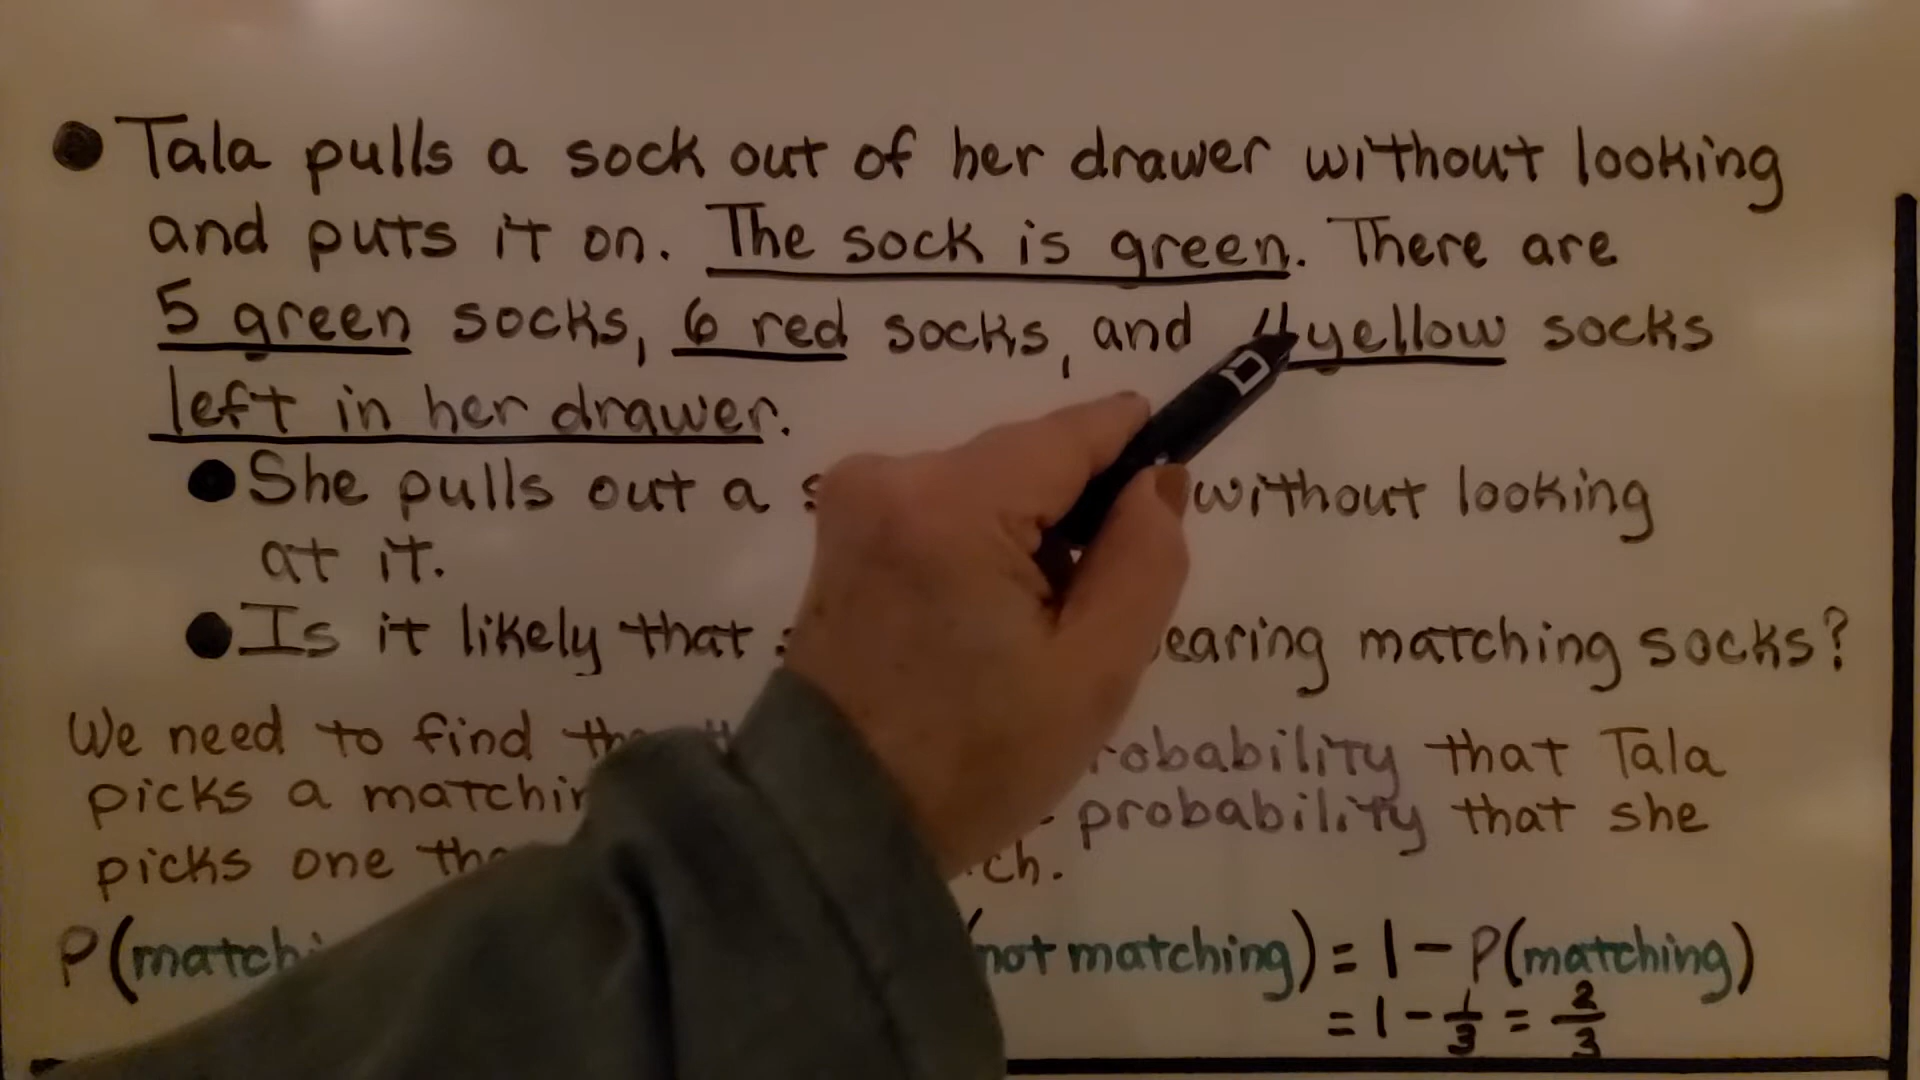 Tala pulls a sock out of her drawer without looking
and puts it on. The sock is green. There are
5 green socks, 6 red socks, and 4 yellow socks
left in her drawer.
She pulls out a without looking
at it.
Is it likely that earing matching socks?
We need to find robability that Tala
picks a matchin probability that she
picks one ch.
P(matchi not matching) = 1 - P(matching)
= 1 - 1/3 = 2/3